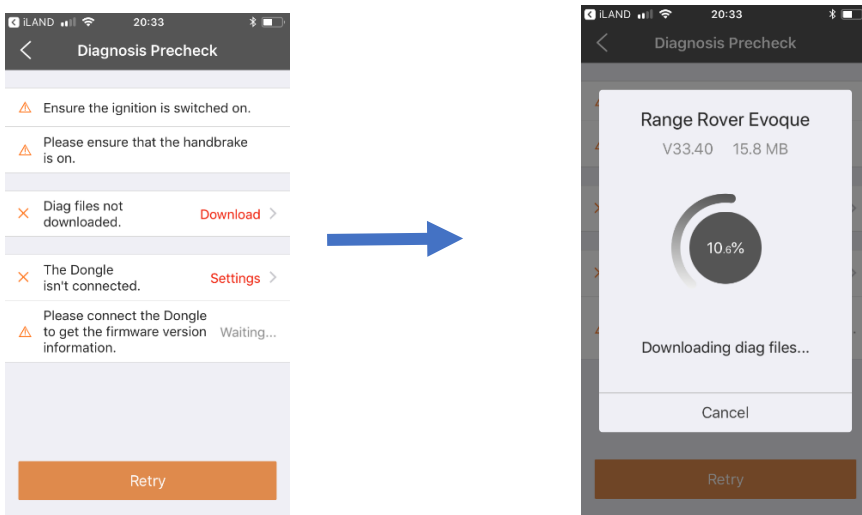 iLAND 20:33
Diagnosis Precheck
Ensure the ignition is switched on.
Please ensure that the handbrake
is on.
Diag files not
downloaded.
Download
The Dongle
isn't connected.
Settings
Please connect the Dongle
to get the firmware version
information.
Waiting...
Retry
iLAND 20:33
Diagnosis Precheck
Range Rover Evoque
V33.40 15.8 MB
10.6%
Downloading diag files...
Cancel
Retry